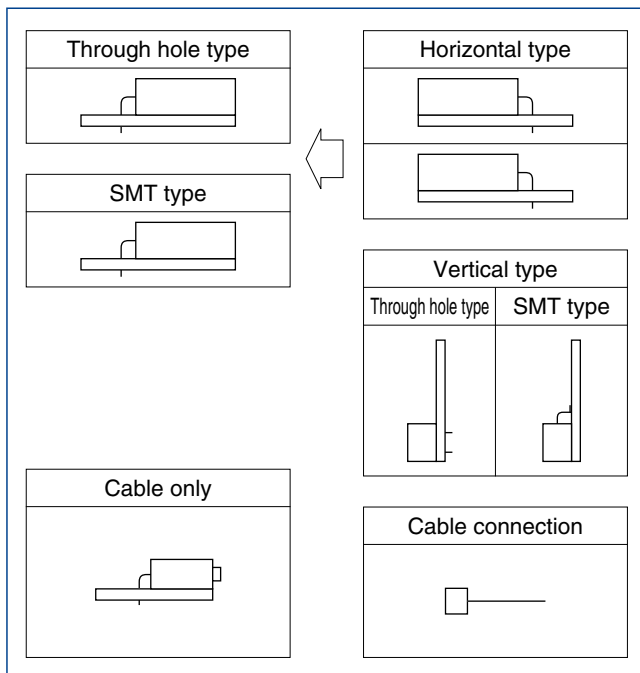 Through hole type
Horizontal type
SMT type
Vertical type
Through hole type
SMT type
Cable only
Cable connection